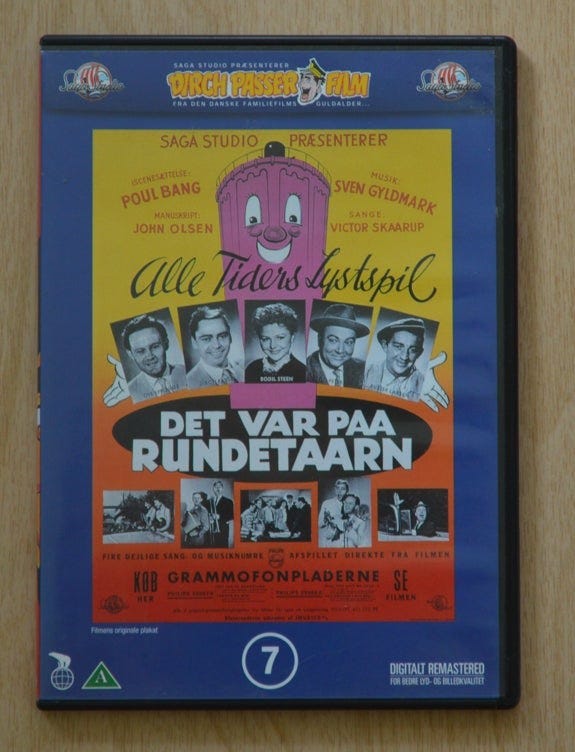 SAGA STUDIO PRÆSENTERER
DIRCH PASSER FILM
FRA DEN DANSKE FAMILIEFILMS GULDALDER...
SAGA STUDIO PRÆSENTERER
ISCENESÆTTELSE:
POUL BANG
MUSIK:
SVEN GYLDMARK
MANUSKRIPT:
JOHN OLSEN
SANGE:
VICTOR SKAARUP
Alle Tiders Lystspil
BODIL STEEN
DET VAR PAA
RUNDETAARN
FIRE DEJLIGE SANG- OG MUSIKNUMRE AFSPILLET DIREKTE FRA FILMEN
PHILIPS
KØB GRAMMOFONPLADERNE SE
HER FILMEN
Filmens originale plakat
7
A
DIGITALT REMASTERED
FOR BEDRE LYD- OG BILLEDKVALITET